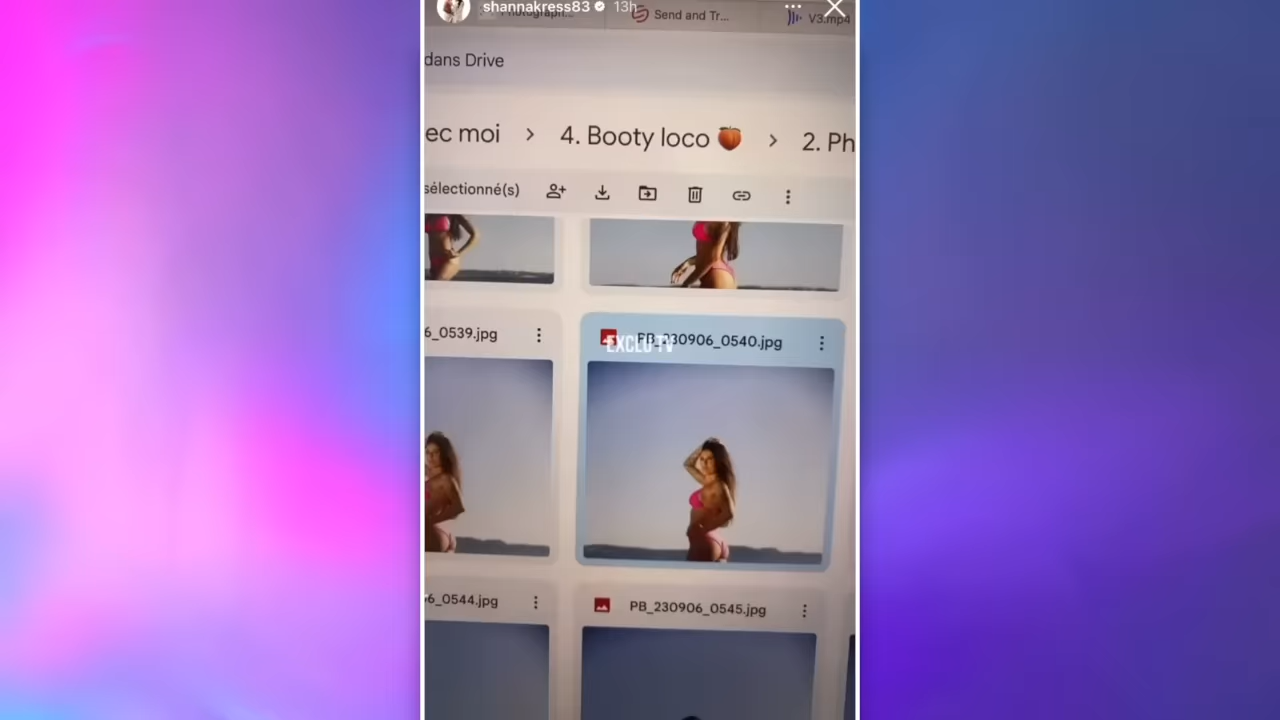 shannakress83 13h
Photograph... Send and Tr... V3.mp4
dans Drive
ec moi > 4. Booty loco 🍑 > 2. Ph
sélectionné(s)
6_0539.jpg PB_230906_0540.jpg
EXCLU TV
6_0544.jpg PB_230906_0545.jpg